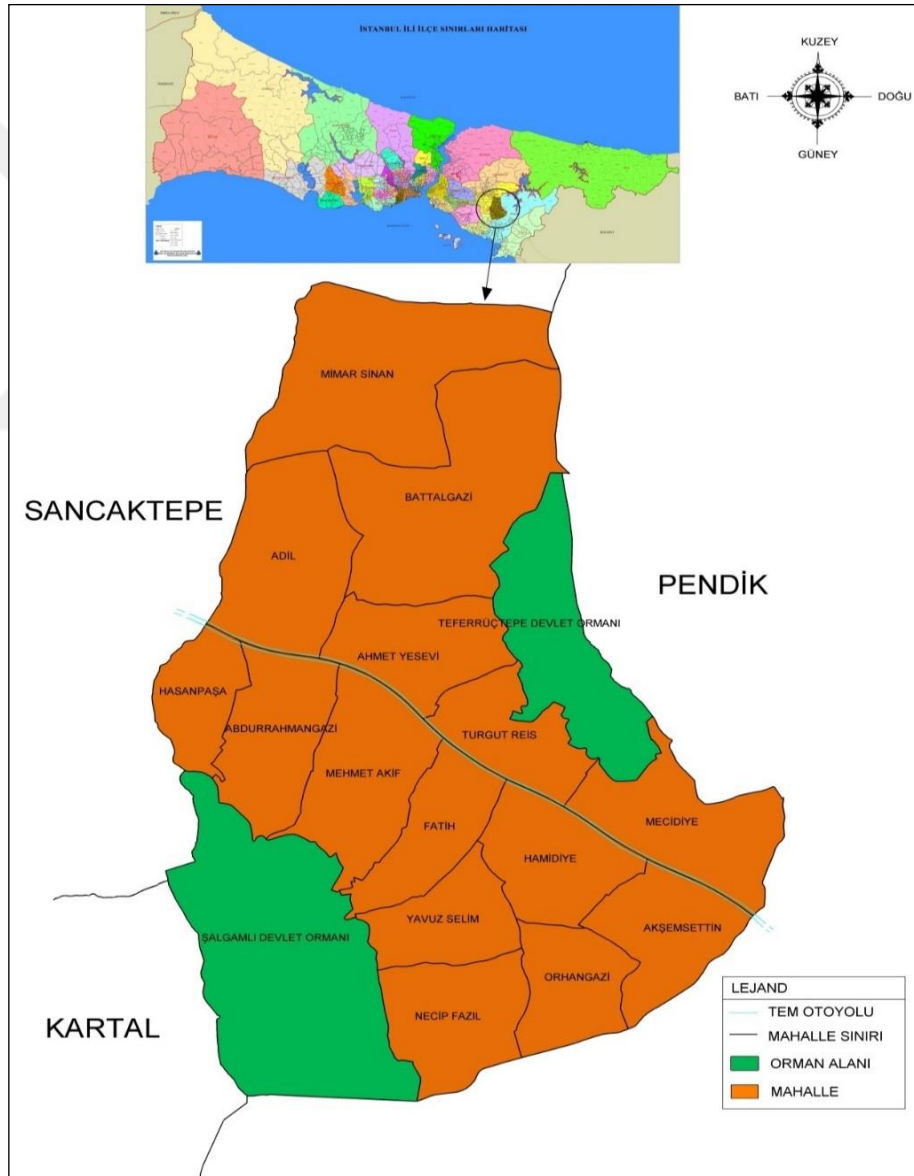 İSTANBUL İLİ İLÇE SINIRLARI HARİTASI
KUZEY
BATI
DOĞU
GÜNEY
MİMAR SİNAN
SANCAKTEPE
BATTALGAZİ
ADİL
PENDİK
TEFERRÜÇTEPE DEVLET ORMANI
AHMET YESEVİ
HASANPAŞA
ABDURRAHMANGAZİ
TURGUT REİS
MEHMET AKİF
MECİDİYE
FATİH
HAMİDİYE
YAVUZ SELİM
AKŞEMSETTİN
ŞALGAMLI DEVLET ORMANI
ORHANGAZİ
NECİP FAZIL
KARTAL
LEJAND
TEM OTOYOLU
MAHALLE SINIRI
ORMAN ALANI
MAHALLE